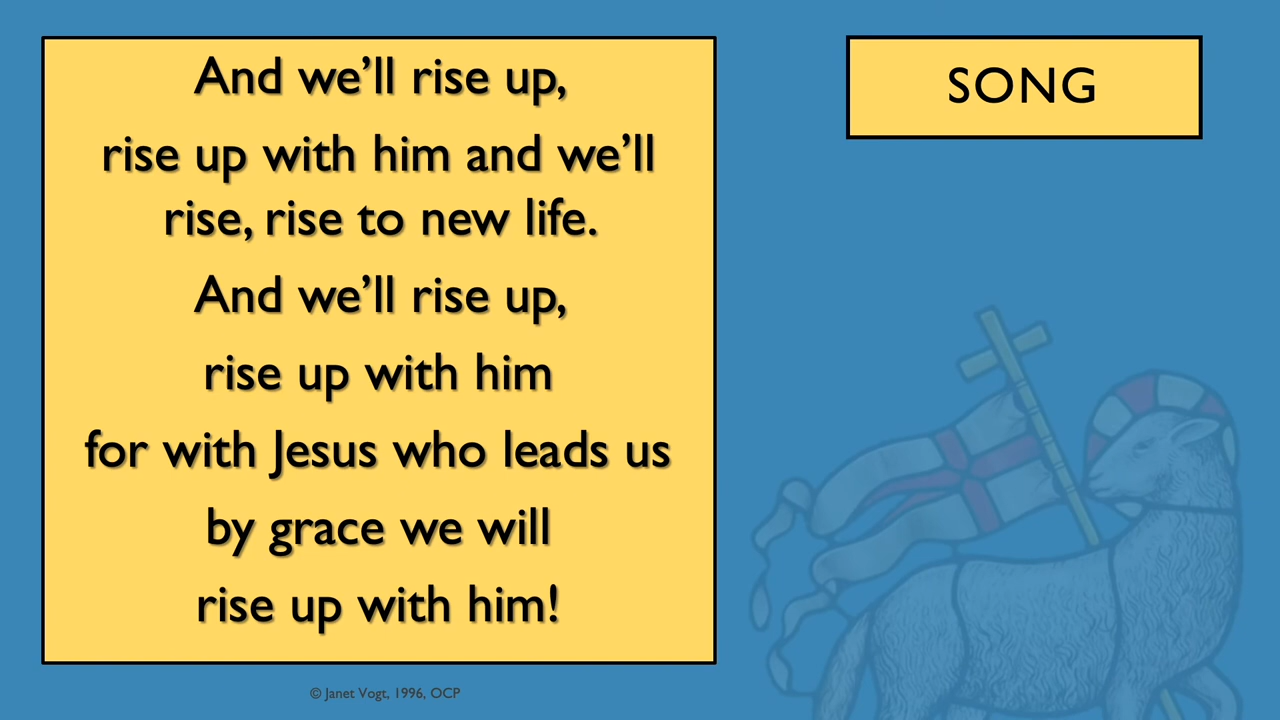 And we’ll rise up,
rise up with him and we’ll
rise, rise to new life.
And we’ll rise up,
rise up with him
for with Jesus who leads us
by grace we will
rise up with him!
SONG
© Janet Vogt, 1996, OCP